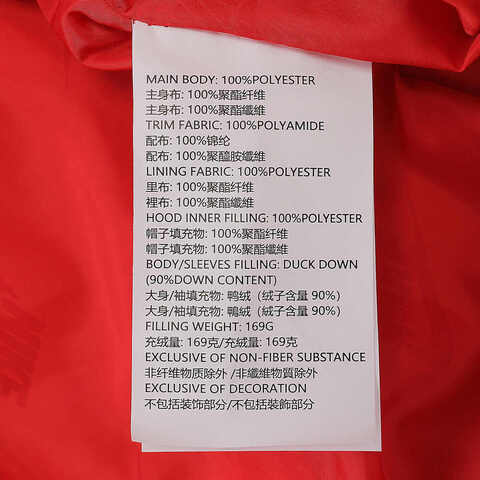 MAIN BODY: 100%POLYESTER
主身布: 100%聚酯纤维
主身布: 100%聚酯纖維
TRIM FABRIC: 100%POLYAMIDE
配布: 100%锦纶
配布: 100%聚醯胺纖維
LINING FABRIC: 100%POLYESTER
里布: 100%聚酯纤维
裡布: 100%聚酯纖維
HOOD INNER FILLING: 100%POLYESTER
帽子填充物: 100%聚酯纤维
帽子填充物: 100%聚酯纖維
BODY/SLEEVES FILLING: DUCK DOWN
(90%DOWN CONTENT)
大身/袖填充物: 鸭绒（绒子含量 90%）
大身/袖填充物: 鴨絨（絨子含量 90%）
FILLING WEIGHT: 169G
充绒量: 169克/充絨量: 169克
EXCLUSIVE OF NON-FIBER SUBSTANCE
非纤维物质除外 /非纖維物質除外
EXCLUSIVE OF DECORATION
不包括装饰部分/不包括裝飾部分